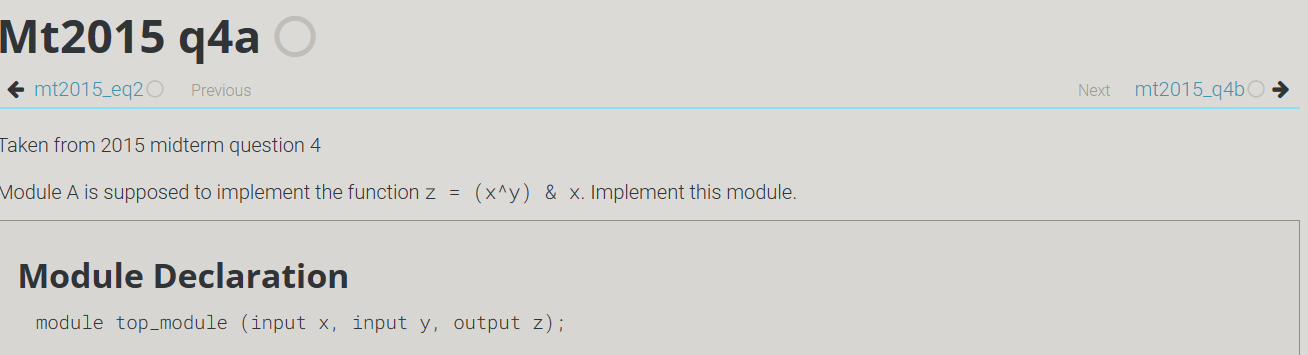 Mt2015 q4a
mt2015_eq2 Previous Next mt2015_q4b
Taken from 2015 midterm question 4
Module A is supposed to implement the function z = (x^y) & x. Implement this module.
Module Declaration
module top_module (input x, input y, output z);